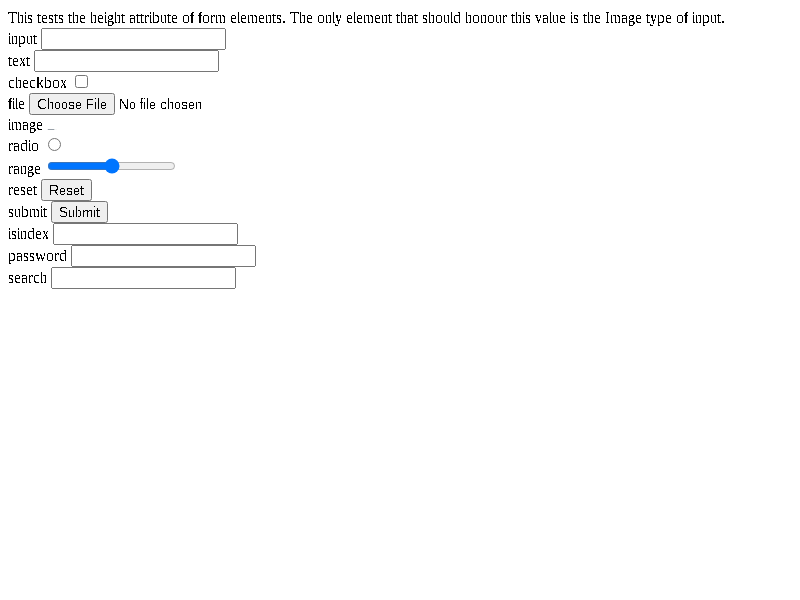 This tests the height attribute of form elements. The only element that should honour this value is the Image type of input.
input
text
checkbox
file Choose File No file chosen
image
radio
range
reset Reset
submit Submit
isindex
password
search